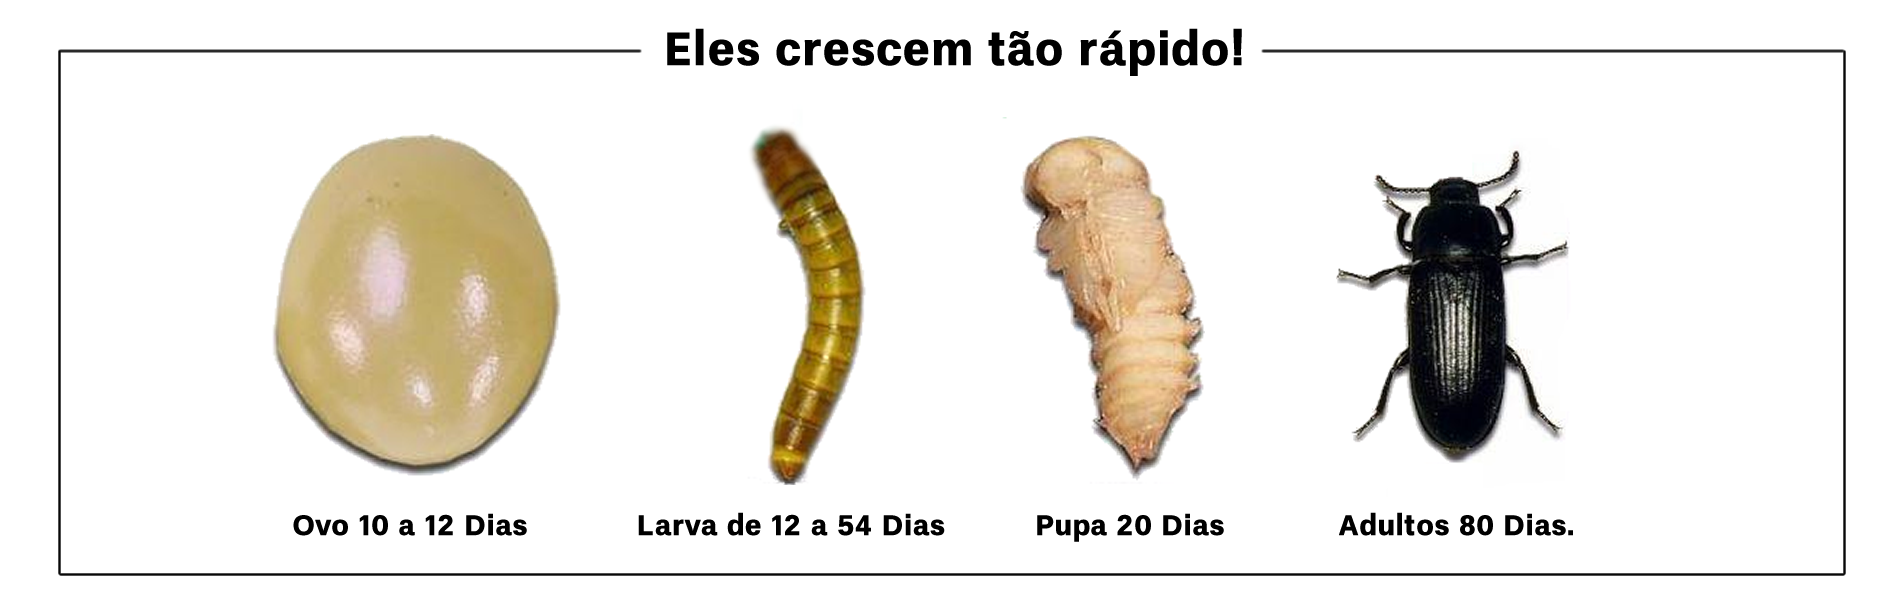 Eles crescem tão rápido!
Ovo 10 a 12 Dias
Larva de 12 a 54 Dias
Pupa 20 Dias
Adultos 80 Dias.